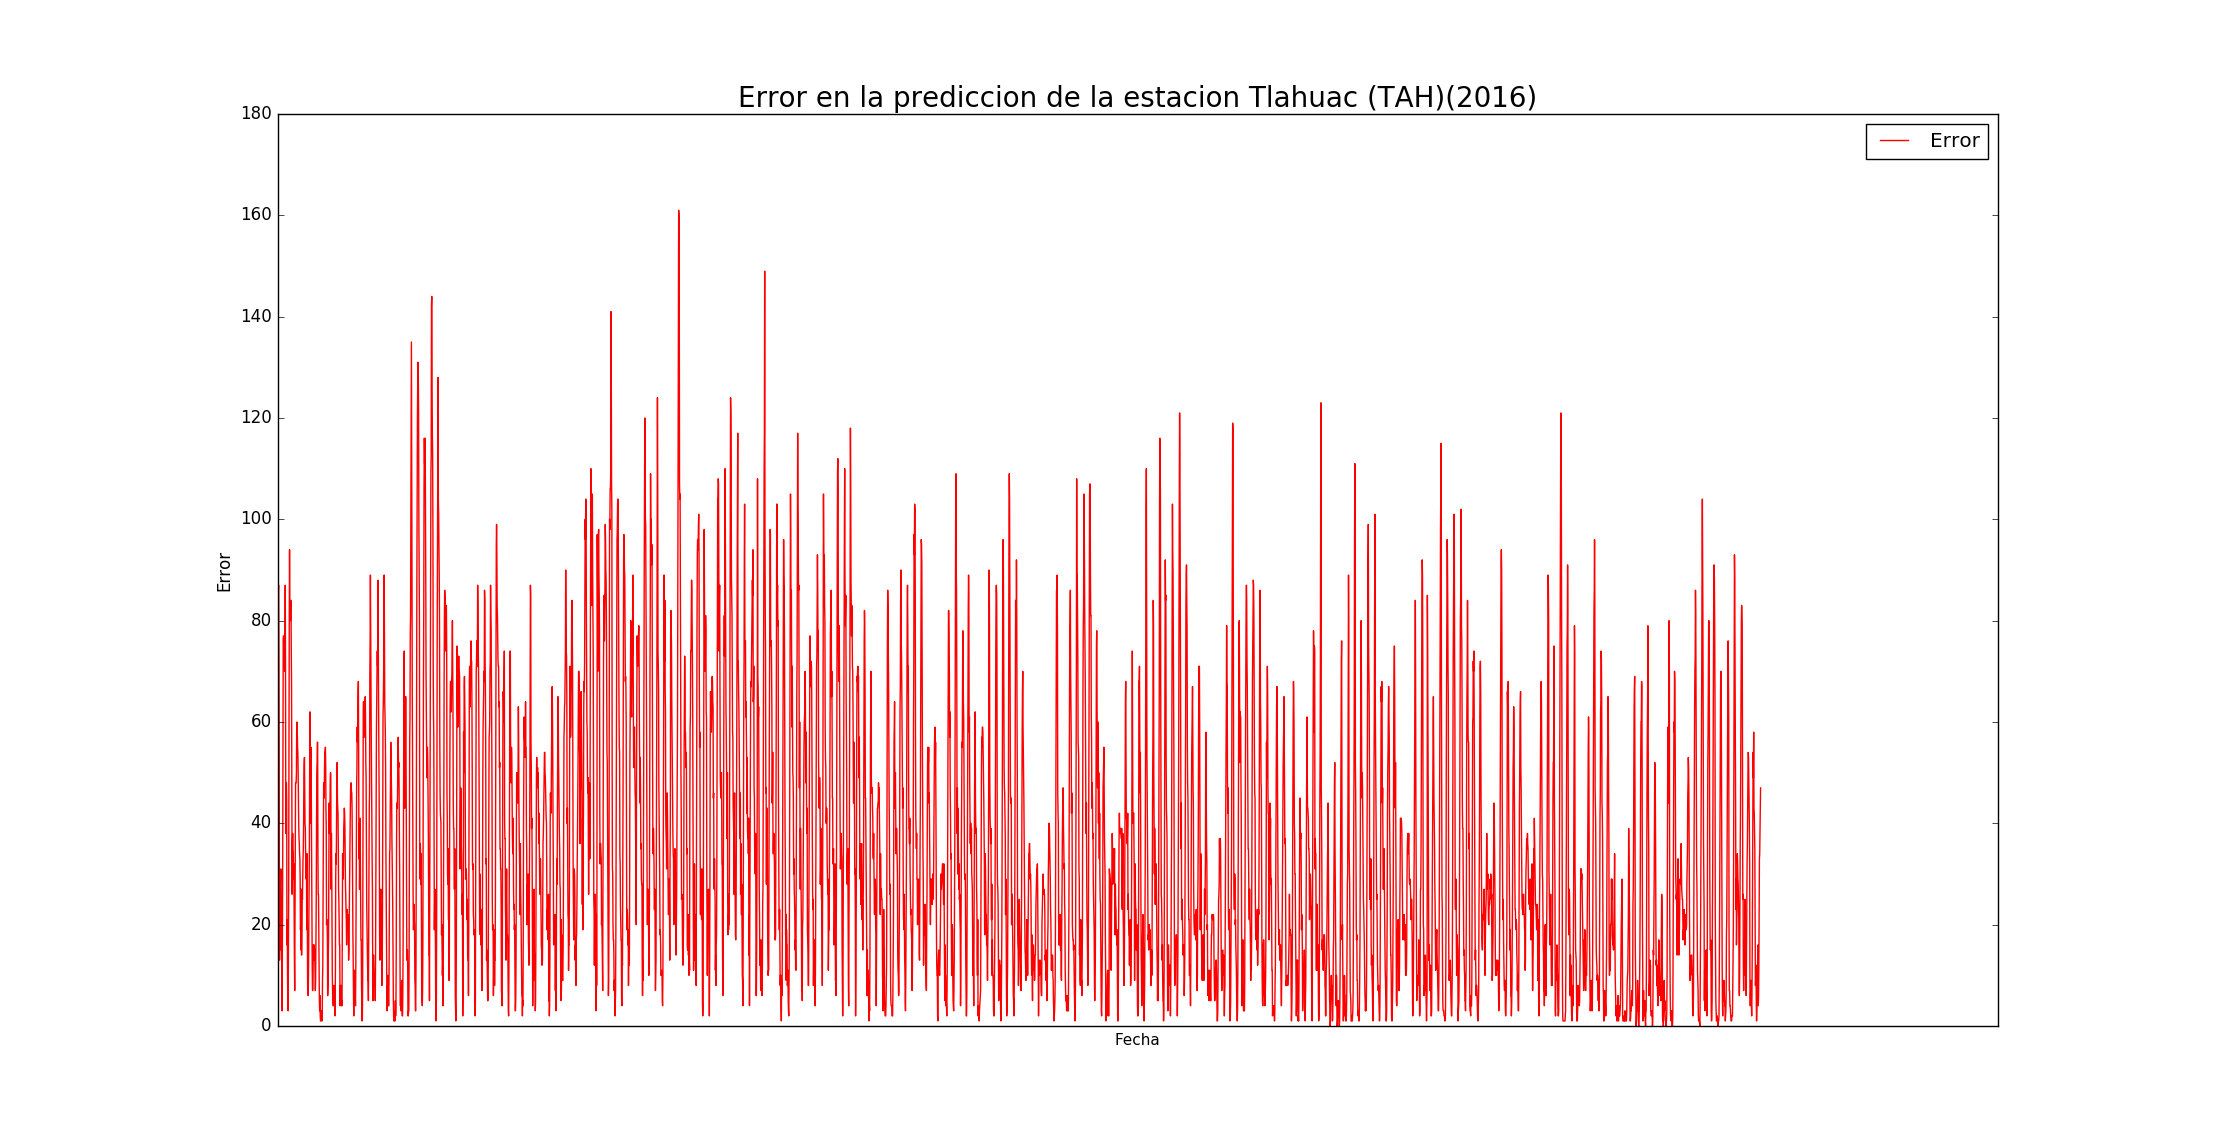 Error en la prediccion de la estacion Tlahuac (TAH)(2016)
180
160
140
120
100
80
60
40
20
0
Error
Error
Fecha